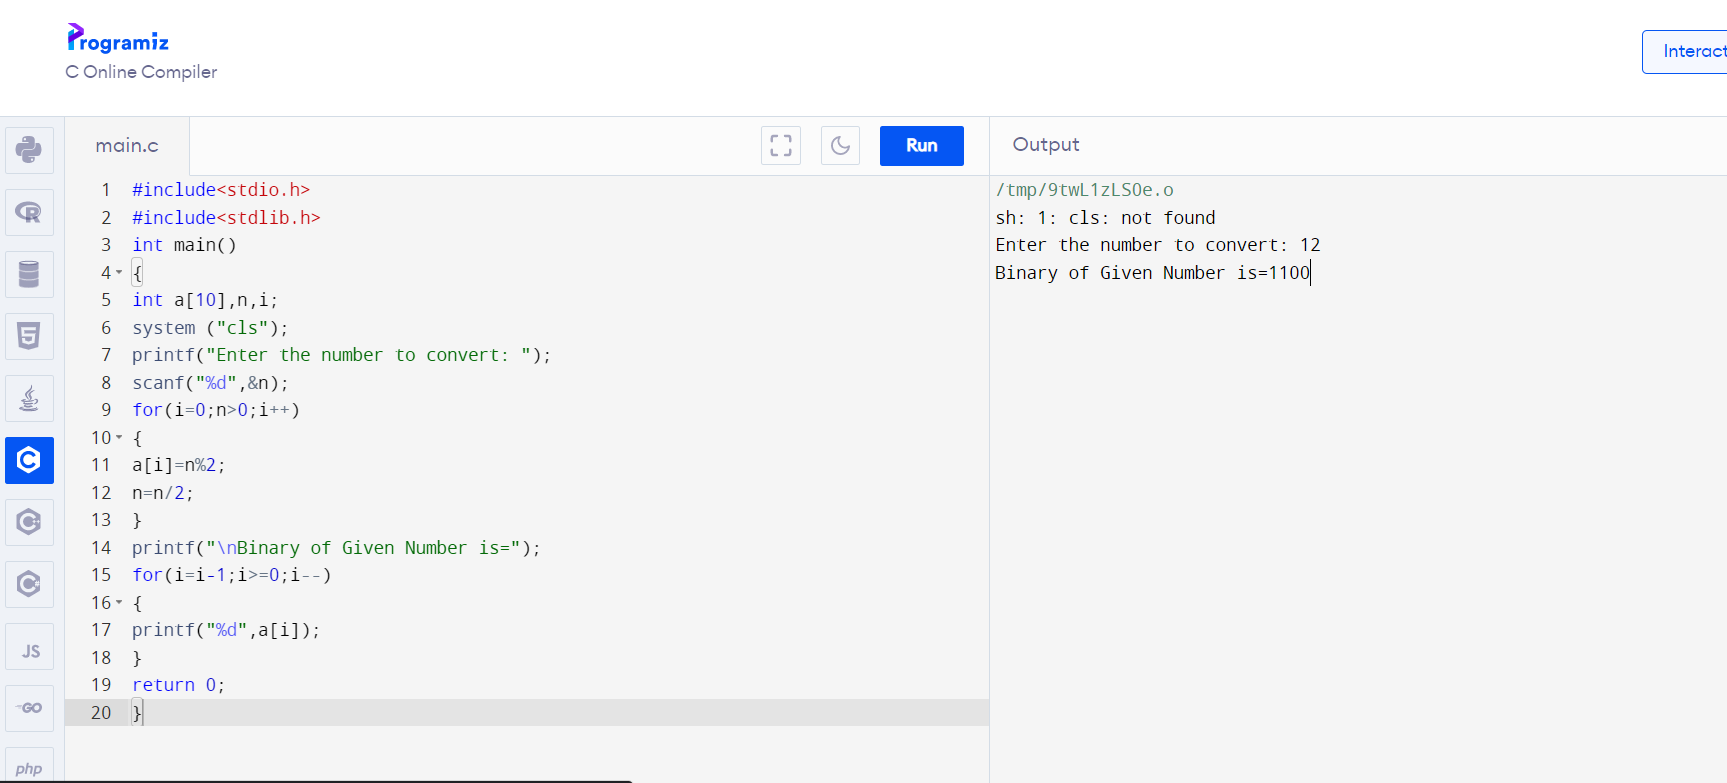 Programiz
C Online Compiler
Interact
main.c
Run
Output
1 #include<stdio.h>
2 #include<stdlib.h>
3 int main()
4 {
5 int a[10],n,i;
6 system ("cls");
7 printf("Enter the number to convert: ");
8 scanf("%d",&n);
9 for(i=0;n>0;i++)
10 {
11 a[i]=n%2;
12 n=n/2;
13 }
14 printf("\nBinary of Given Number is=");
15 for(i=i-1;i>=0;i--)
16 {
17 printf("%d",a[i]);
18 }
19 return 0;
20 }
/tmp/9twL1zLSOe.o
sh: 1: cls: not found
Enter the number to convert: 12
Binary of Given Number is=1100
R
5
C
C
C
JS
GO
php